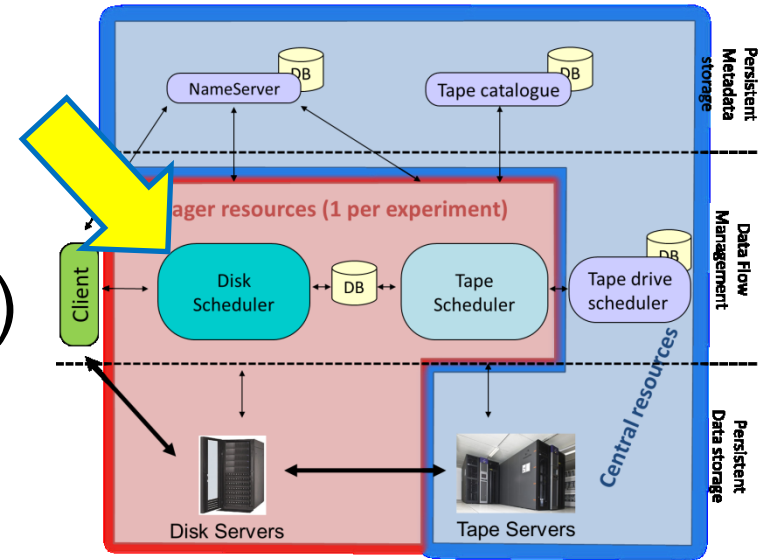 DB
NameServer
DB
Tape catalogue
Persistent
Metadata
storage
ager resources (1 per experiment)
Client
Disk
Scheduler
DB
Tape
Scheduler
DB
Tape drive
scheduler
Data Flow
Management
)
Central resources
Disk Servers
Tape Servers
Persistent
Data storage